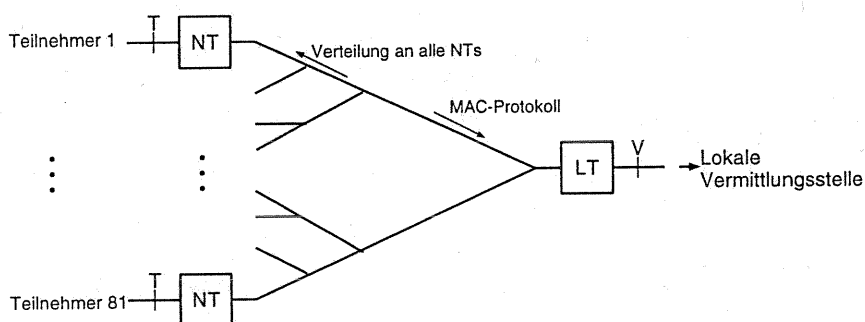 Teilnehmer 1
T
NT
Verteilung an alle NTs
MAC-Protokoll
LT
V
Lokale
Vermittlungsstelle
Teilnehmer 81
T
NT